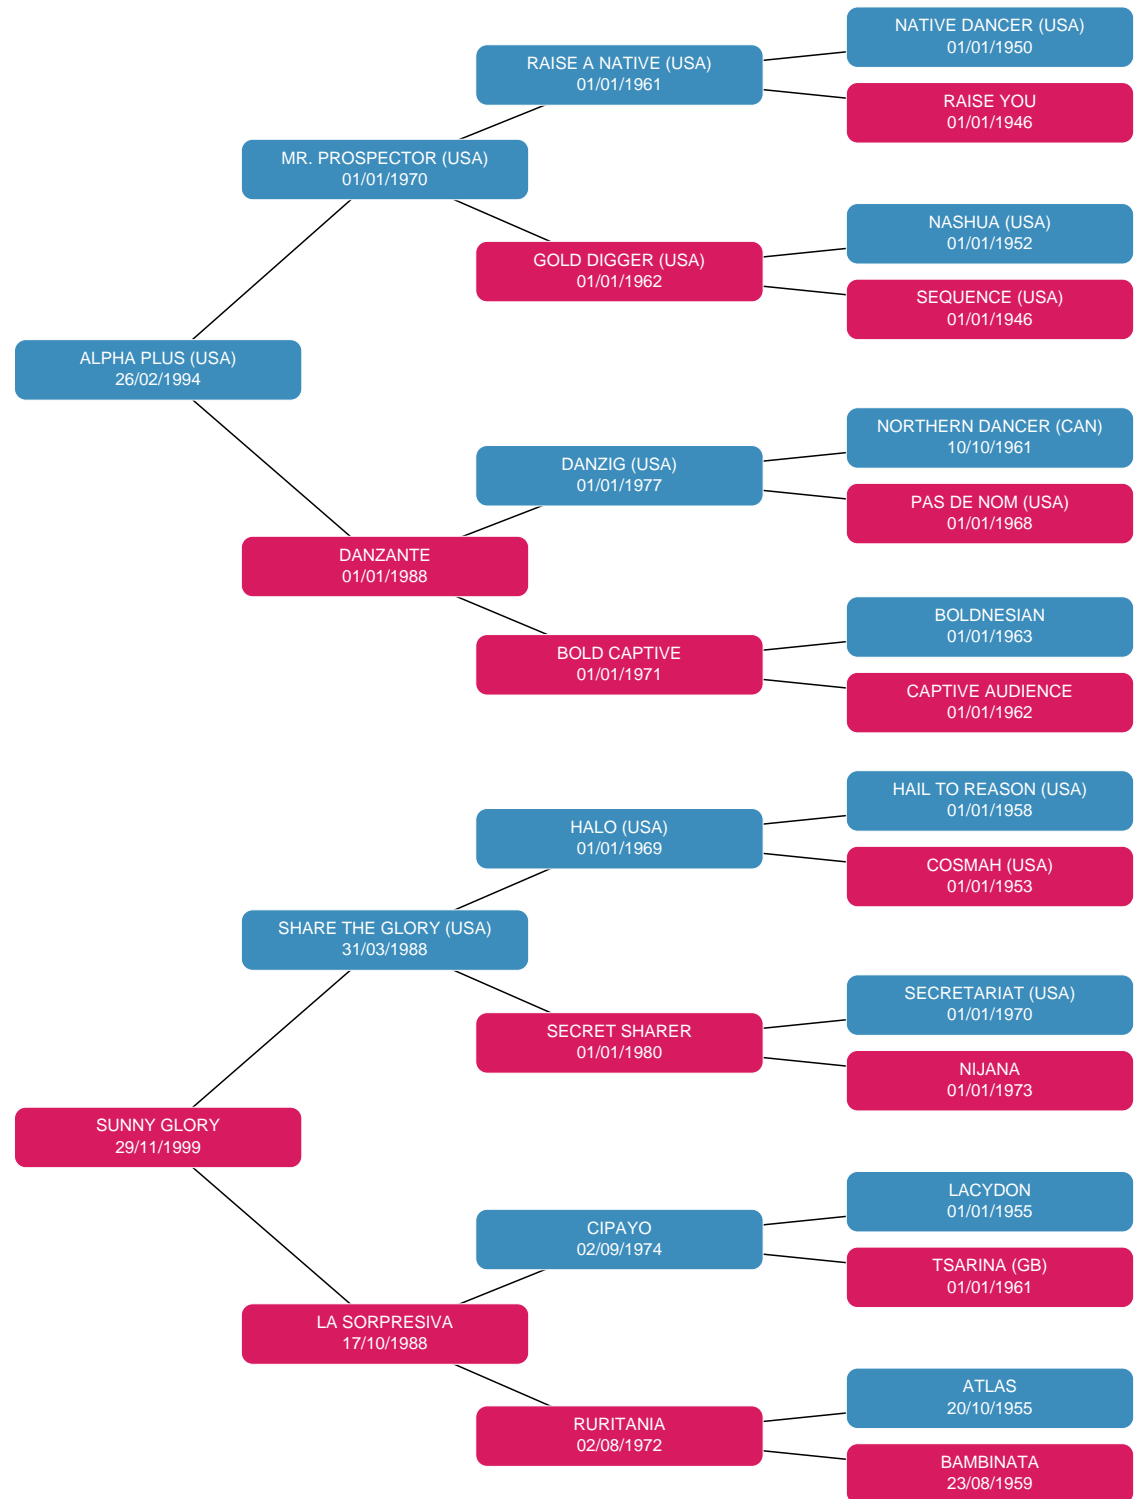 NATIVE DANCER (USA)
01/01/1950
RAISE A NATIVE (USA)
01/01/1961
RAISE YOU
01/01/1946
MR. PROSPECTOR (USA)
01/01/1970
NASHUA (USA)
01/01/1952
GOLD DIGGER (USA)
01/01/1962
SEQUENCE (USA)
01/01/1946
ALPHA PLUS (USA)
26/02/1994
NORTHERN DANCER (CAN)
10/10/1961
DANZIG (USA)
01/01/1977
PAS DE NOM (USA)
01/01/1968
DANZANTE
01/01/1988
BOLDNESIAN
01/01/1963
BOLD CAPTIVE
01/01/1971
CAPTIVE AUDIENCE
01/01/1962
HAIL TO REASON (USA)
01/01/1958
HALO (USA)
01/01/1969
COSMAH (USA)
01/01/1953
SHARE THE GLORY (USA)
31/03/1988
SECRETARIAT (USA)
01/01/1970
SECRET SHARER
01/01/1980
NIJANA
01/01/1973
SUNNY GLORY
29/11/1999
LACYDON
01/01/1955
CIPAYO
02/09/1974
TSARINA (GB)
01/01/1961
LA SORPRESIVA
17/10/1988
ATLAS
20/10/1955
RURITANIA
02/08/1972
BAMBINATA
23/08/1959